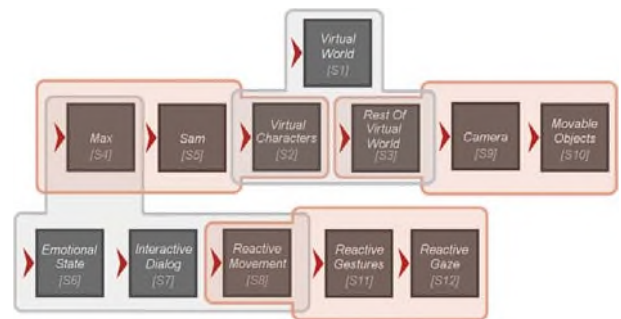 Virtual
World
[S1]
Max
[S4]
Sam
[S5]
Virtual
Characters
[S2]
Rest Of
Virtual
World
[S3]
Camera
[S9]
Movable
Objects
[S10]
Emotional
State
[S6]
Interactive
Dialog
[S7]
Reactive
Movement
[S8]
Reactive
Gestures
[S11]
Reactive
Gaze
[S12]